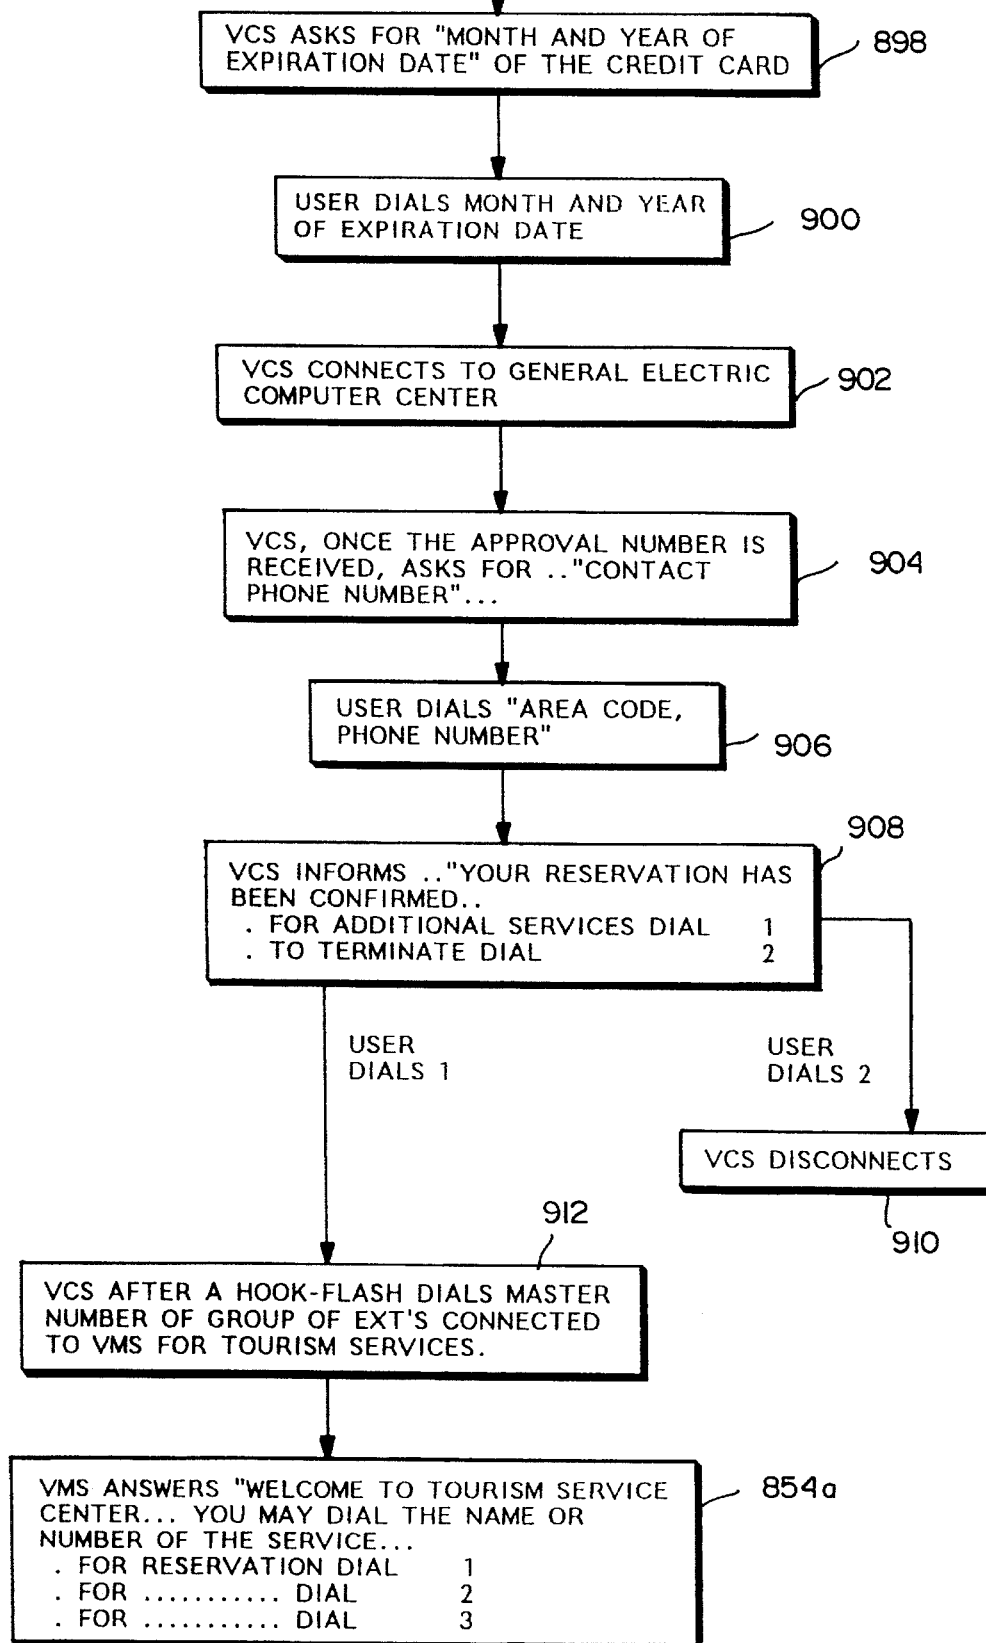 VCS ASKS FOR "MONTH AND YEAR OF
EXPIRATION DATE" OF THE CREDIT CARD
898
USER DIALS MONTH AND YEAR
OF EXPIRATION DATE
900
VCS CONNECTS TO GENERAL ELECTRIC
COMPUTER CENTER
902
VCS, ONCE THE APPROVAL NUMBER IS
RECEIVED, ASKS FOR .."CONTACT
PHONE NUMBER"...
904
USER DIALS "AREA CODE,
PHONE NUMBER"
906
908
VCS INFORMS .."YOUR RESERVATION HAS
BEEN CONFIRMED..
. FOR ADDITIONAL SERVICES DIAL 1
. TO TERMINATE DIAL 2
USER
DIALS 1
USER
DIALS 2
VCS DISCONNECTS
910
912
VCS AFTER A HOOK-FLASH DIALS MASTER
NUMBER OF GROUP OF EXT'S CONNECTED
TO VMS FOR TOURISM SERVICES.
VMS ANSWERS "WELCOME TO TOURISM SERVICE
CENTER... YOU MAY DIAL THE NAME OR
NUMBER OF THE SERVICE...
. FOR RESERVATION DIAL 1
. FOR ........... DIAL 2
. FOR ........... DIAL 3
854a